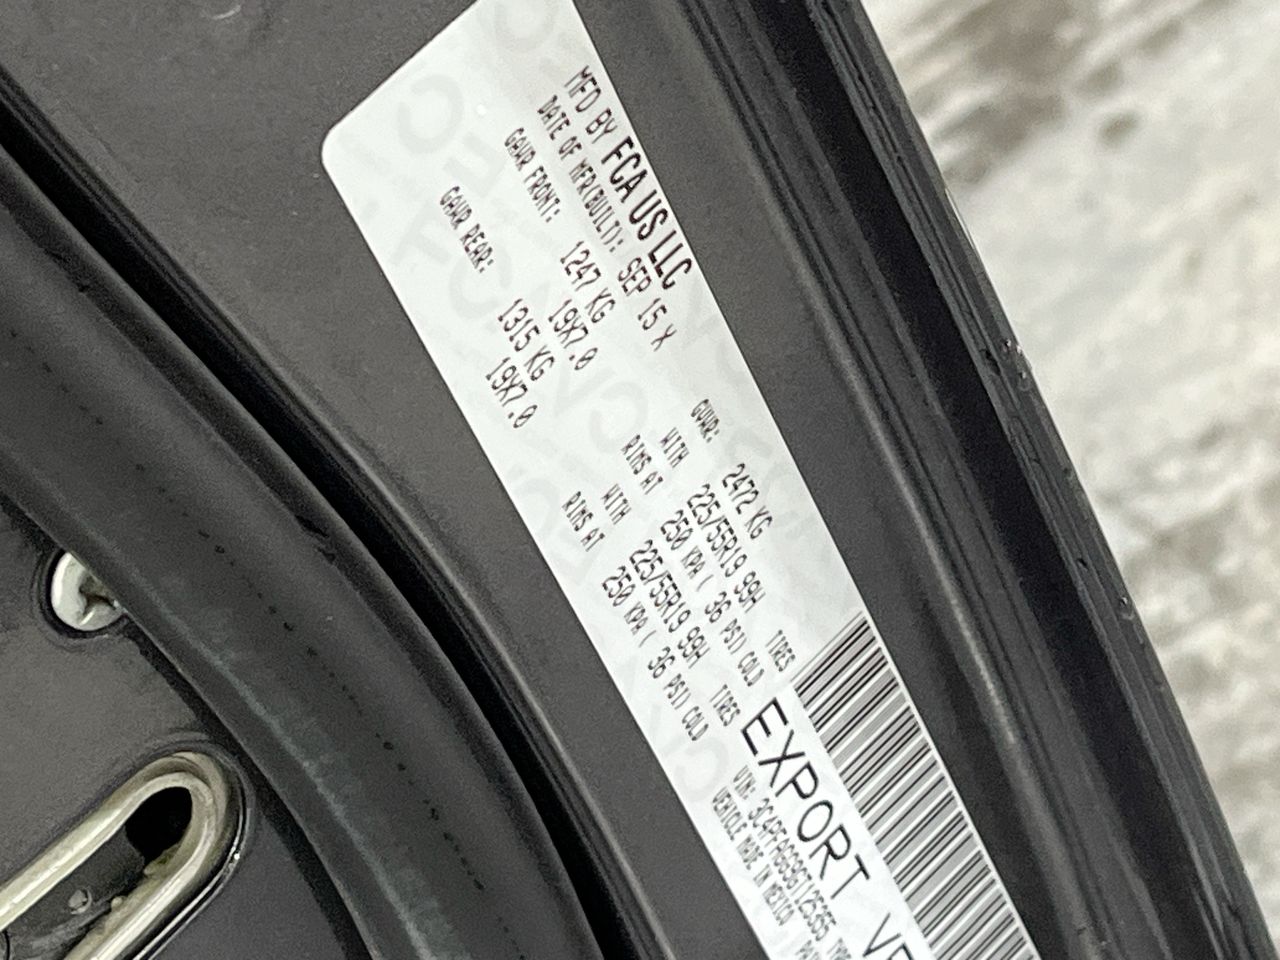 MFD BY FCA US LLC
DATE OF MFR(BUILT): SEP 15 X GVWR: 2472 KG
GAWR FRONT: 1247 KG WITH 225/55R19 99H TIRES
19X7.0 RIMS AT 250 KPA( 36 PSI) COLD
GAWR REAR: 1315 KG WITH 225/55R19 99H TIRES
19X7.0 RIMS AT 250 KPA( 36 PSI) COLD
EXPORT
VIN:
VEHICLE MADE IN MEXICO